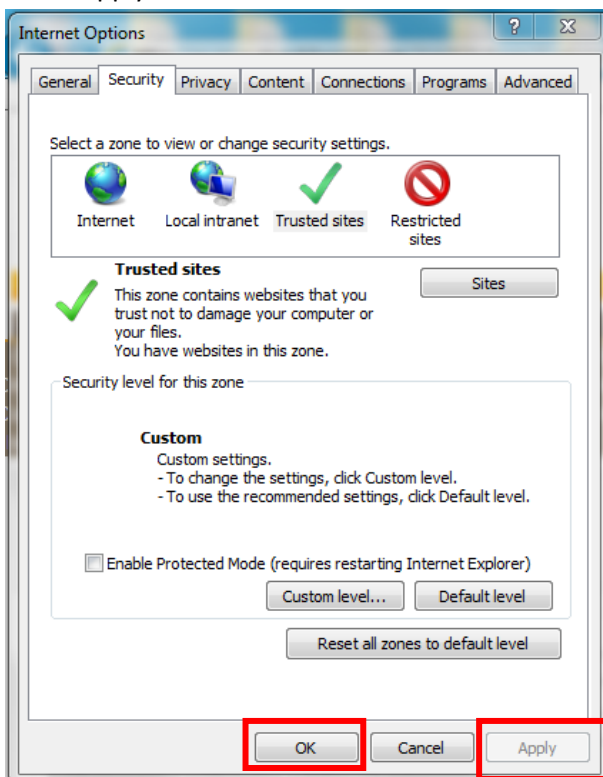 Internet Options
General Security Privacy Content Connections Programs Advanced
Select a zone to view or change security settings.
Internet Local intranet Trusted sites Restricted
sites
Trusted sites
Sites
This zone contains websites that you
trust not to damage your computer or
your files.
You have websites in this zone.
Security level for this zone
Custom
Custom settings.
- To change the settings, click Custom level.
- To use the recommended settings, click Default level.
Enable Protected Mode (requires restarting Internet Explorer)
Custom level... Default level
Reset all zones to default level
OK Cancel Apply